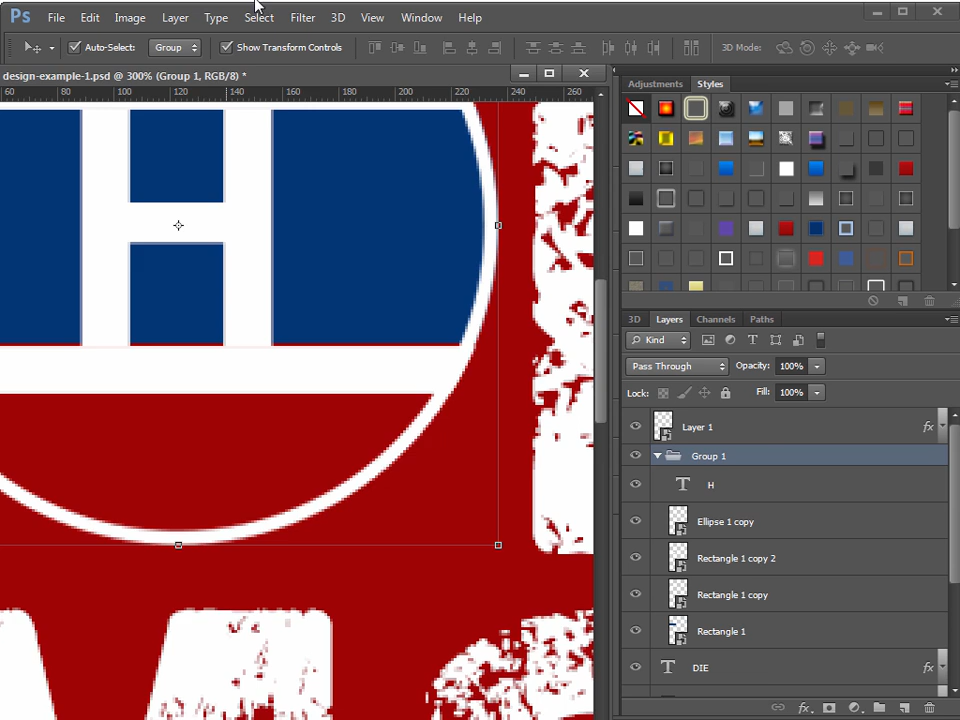 Ps File Edit Image Layer Type Select Filter 3D View Window Help
Auto-Select: Group Show Transform Controls 3D Mode:
design-example-1.psd @ 300% (Group 1, RGB/8) *
60 80 100 120 140 160 180 200 220 240 260
Adjustments Styles
H
3D Layers Channels Paths
Kind
Pass Through Opacity: 100%
Lock: Fill: 100%
Layer 1 fx
Group 1
T H
Ellipse 1 copy
Rectangle 1 copy 2
Rectangle 1 copy
Rectangle 1
T DIE fx
fx